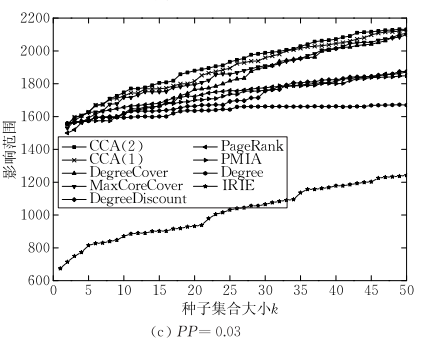 2200
2000
1800
1600
1400
1200
1000
800
600
影响范围
CCA(2)
CCA(1)
DegreeCover
MaxCoreCover
DegreeDiscount
PageRank
PMIA
Degree
IRIE
0 5 10 15 20 25 30 35 40 45 50
种子集合大小k
(c) PP = 0.03